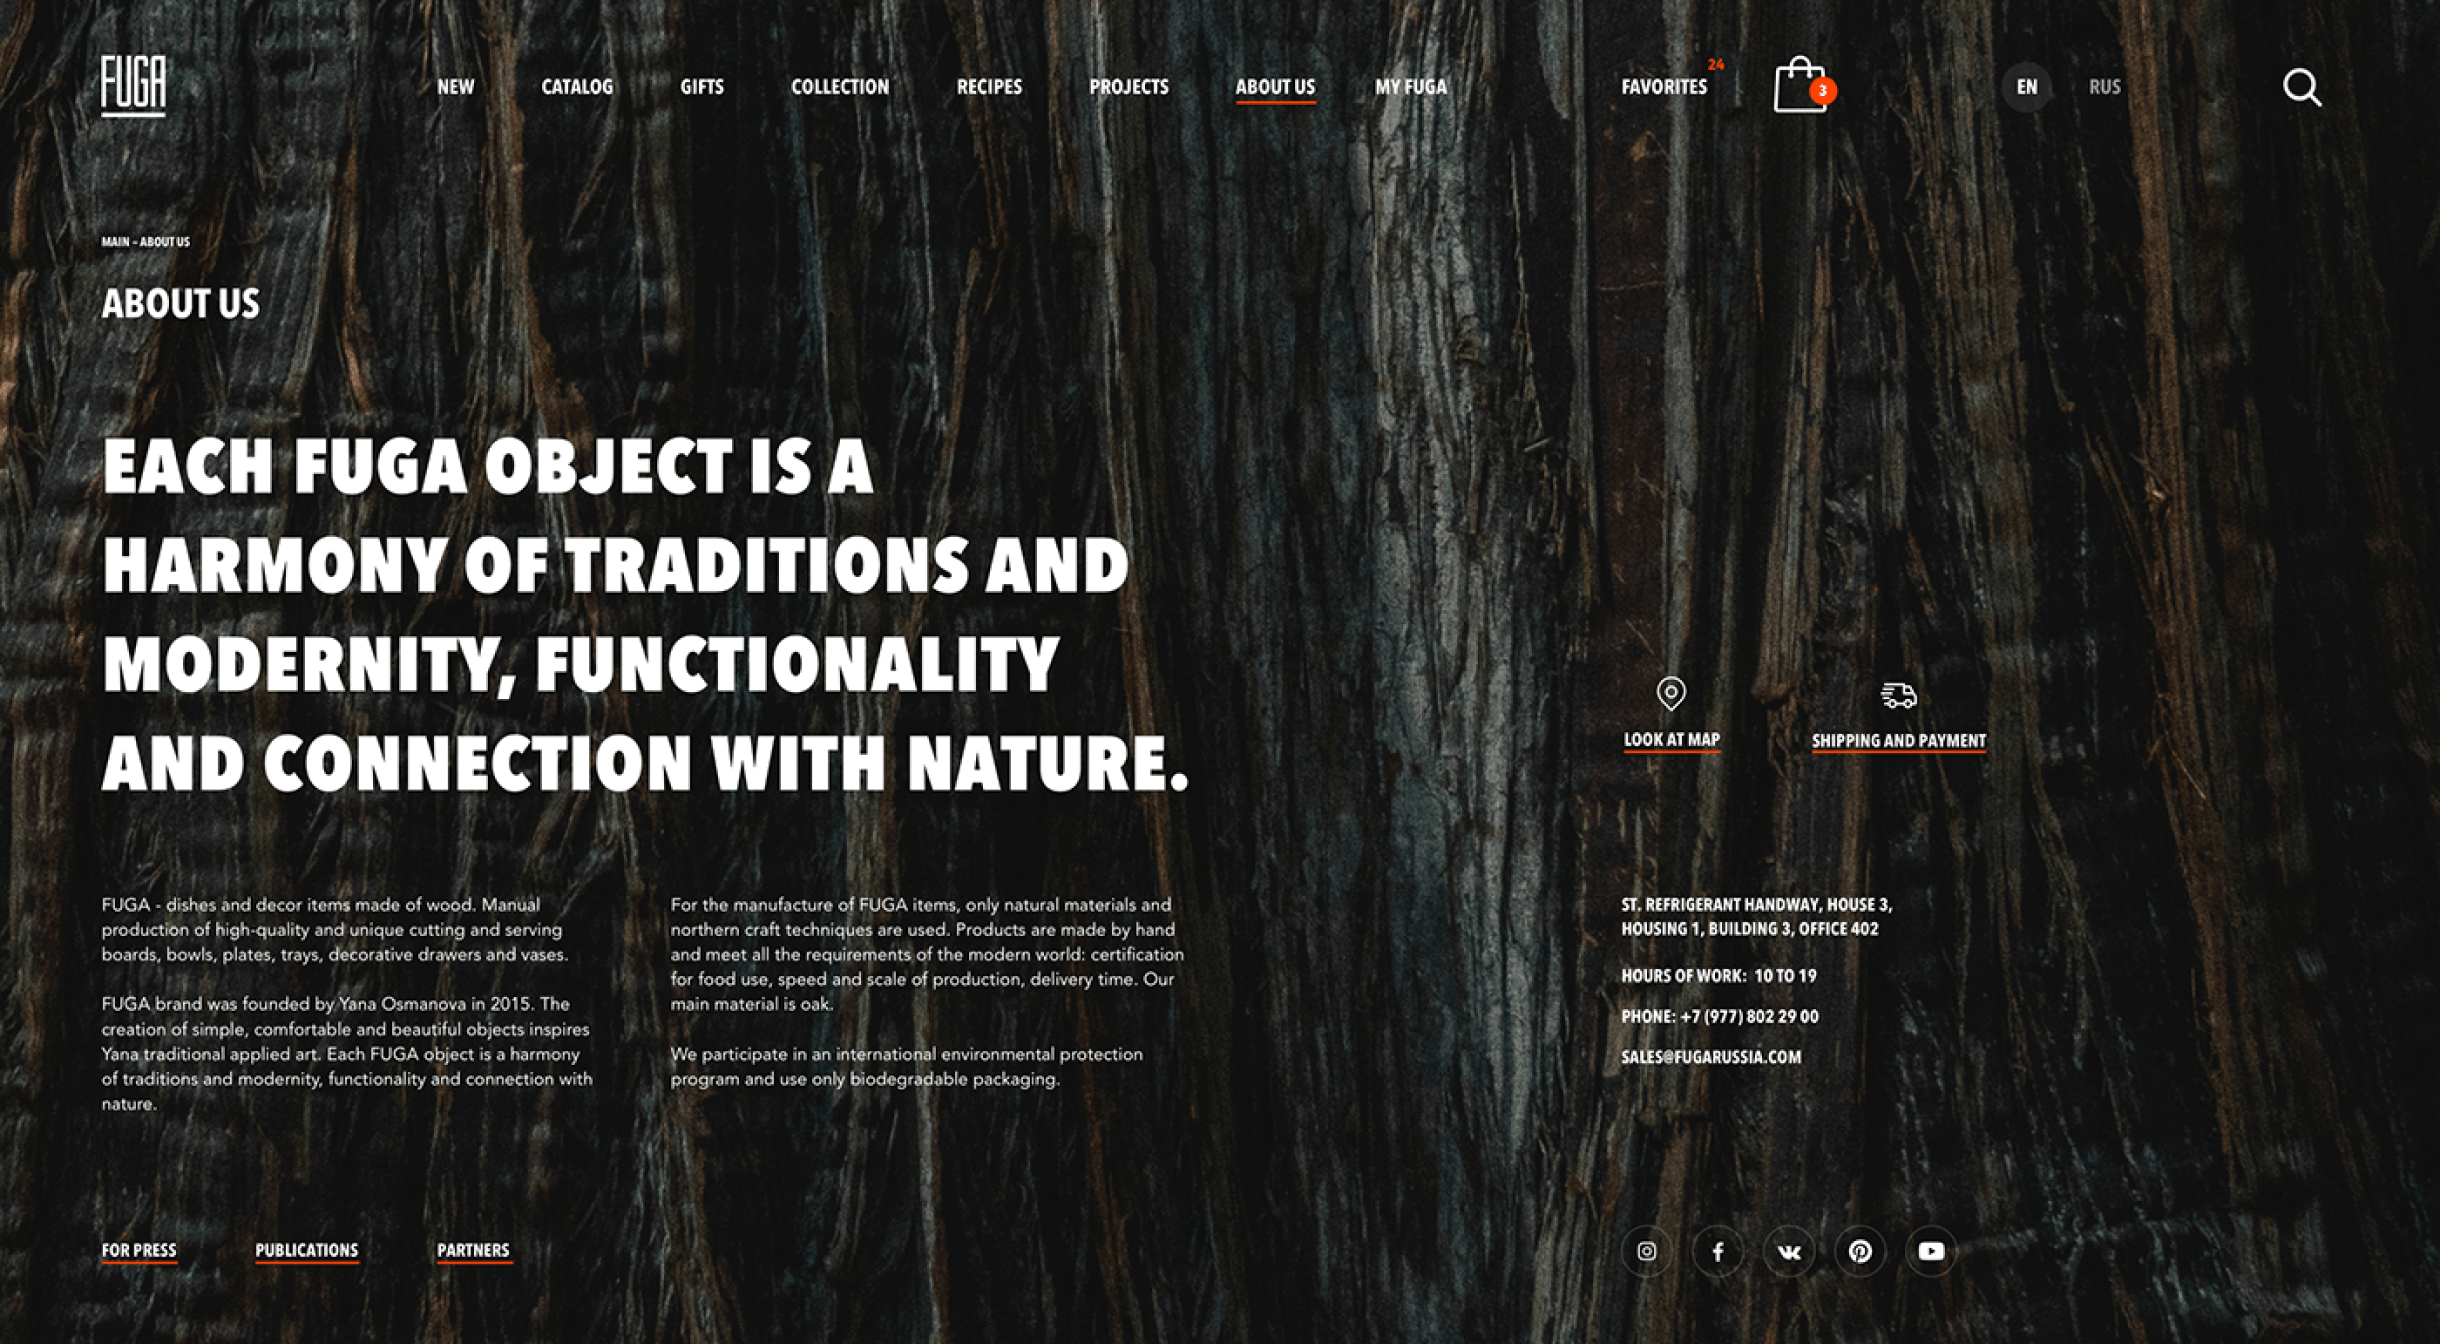 FUGA
NEW CATALOG GIFTS COLLECTION RECIPES PROJECTS ABOUT US MY FUGA FAVORITES 24 3 EN RUS
MAIN – ABOUT US
ABOUT US
EACH FUGA OBJECT IS A
HARMONY OF TRADITIONS AND
MODERNITY, FUNCTIONALITY
AND CONNECTION WITH NATURE.
LOOK AT MAP
SHIPPING AND PAYMENT
FUGA - dishes and decor items made of wood. Manual
production of high-quality and unique cutting and serving
boards, bowls, plates, trays, decorative drawers and vases.
FUGA brand was founded by Yana Osmanova in 2015. The
creation of simple, comfortable and beautiful objects inspires
Yana traditional applied art. Each FUGA object is a harmony
of traditions and modernity, functionality and connection with
nature.
For the manufacture of FUGA items, only natural materials and
northern craft techniques are used. Products are made by hand
and meet all the requirements of the modern world: certification
for food use, speed and scale of production, delivery time. Our
main material is oak.
We participate in an international environmental protection
program and use only biodegradable packaging.
ST. REFRIGERANT HANDWAY, HOUSE 3,
HOUSING 1, BUILDING 3, OFFICE 402
HOURS OF WORK: 10 TO 19
PHONE: +7 (977) 802 29 00
SALES@FUGARUSSIA.COM
FOR PRESS
PUBLICATIONS
PARTNERS